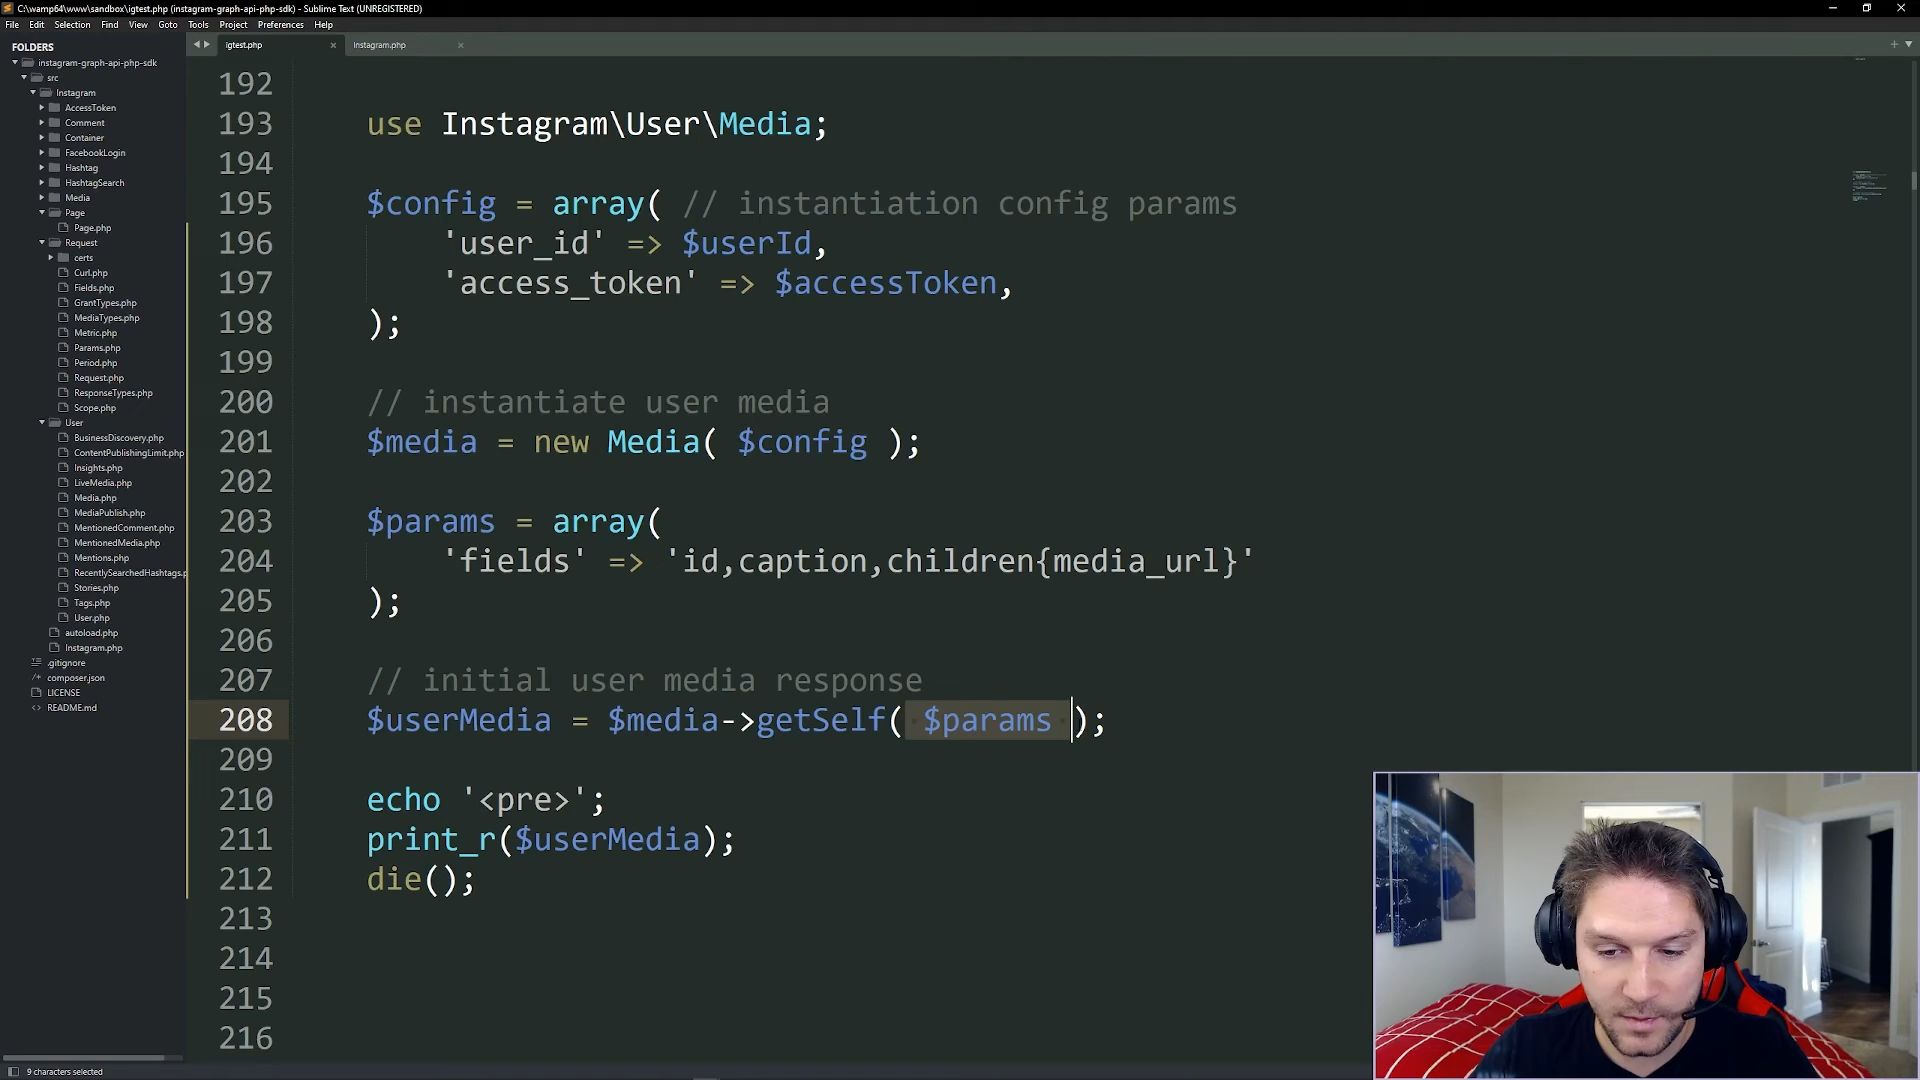 C:\wamp64\www\sandbox\igtest.php (instagram-graph-api-php-sdk) - Sublime Text (UNREGISTERED)
File Edit Selection Find View Goto Tools Project Preferences Help
FOLDERS
instagram-graph-api-php-sdk
src
Instagram
AccessToken
Comment
Container
FacebookLogin
Hashtag
HashtagSearch
Media
Page
Page.php
Request
certs
Curl.php
Fields.php
GrantTypes.php
MediaTypes.php
Metric.php
Params.php
Period.php
Request.php
ResponseTypes.php
Scope.php
User
BusinessDiscovery.php
ContentPublishingLimit.php
Insights.php
LiveMedia.php
Media.php
MediaPublish.php
MentionedComment.php
MentionedMedia.php
Mentions.php
RecentlySearchedHashtags.p
Stories.php
Tags.php
User.php
autoload.php
Instagram.php
.gitignore
composer.json
LICENSE
README.md
igtest.php
Instagram.php
192
193 use Instagram\User\Media;
194
195 $config = array( // instantiation config params
196 'user_id' => $userId,
197 'access_token' => $accessToken,
198 );
199
200 // instantiate user media
201 $media = new Media( $config );
202
203 $params = array(
204 'fields' => 'id,caption,children{media_url}'
205 );
206
207 // initial user media response
208 $userMedia = $media->getSelf( $params );
209
210 echo '<pre>';
211 print_r($userMedia);
212 die();
213
214
215
216
9 characters selected